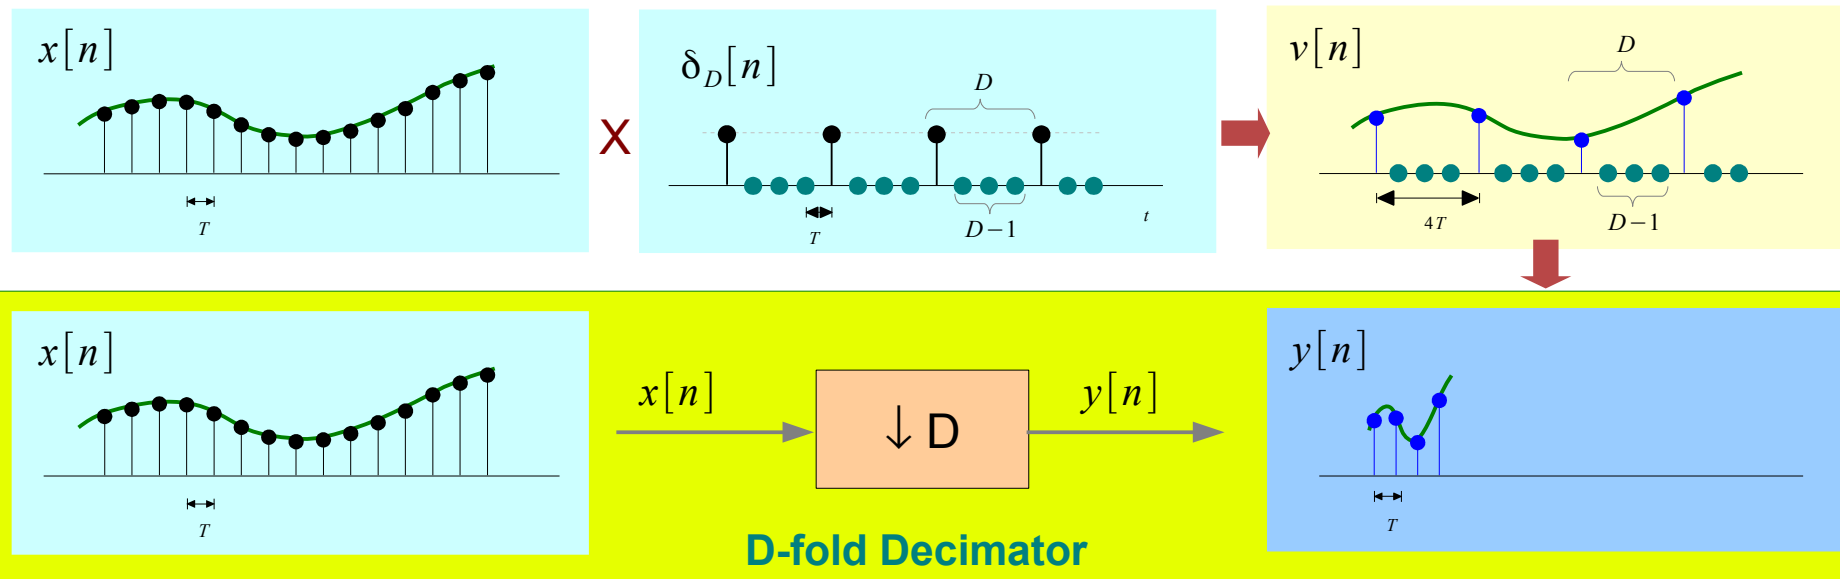 x[n]
T
X
δ_D[n]
D
T
D−1
t
v[n]
D
4T
D−1
x[n]
T
x[n]
↓ D
y[n]
D-fold Decimator
y[n]
T